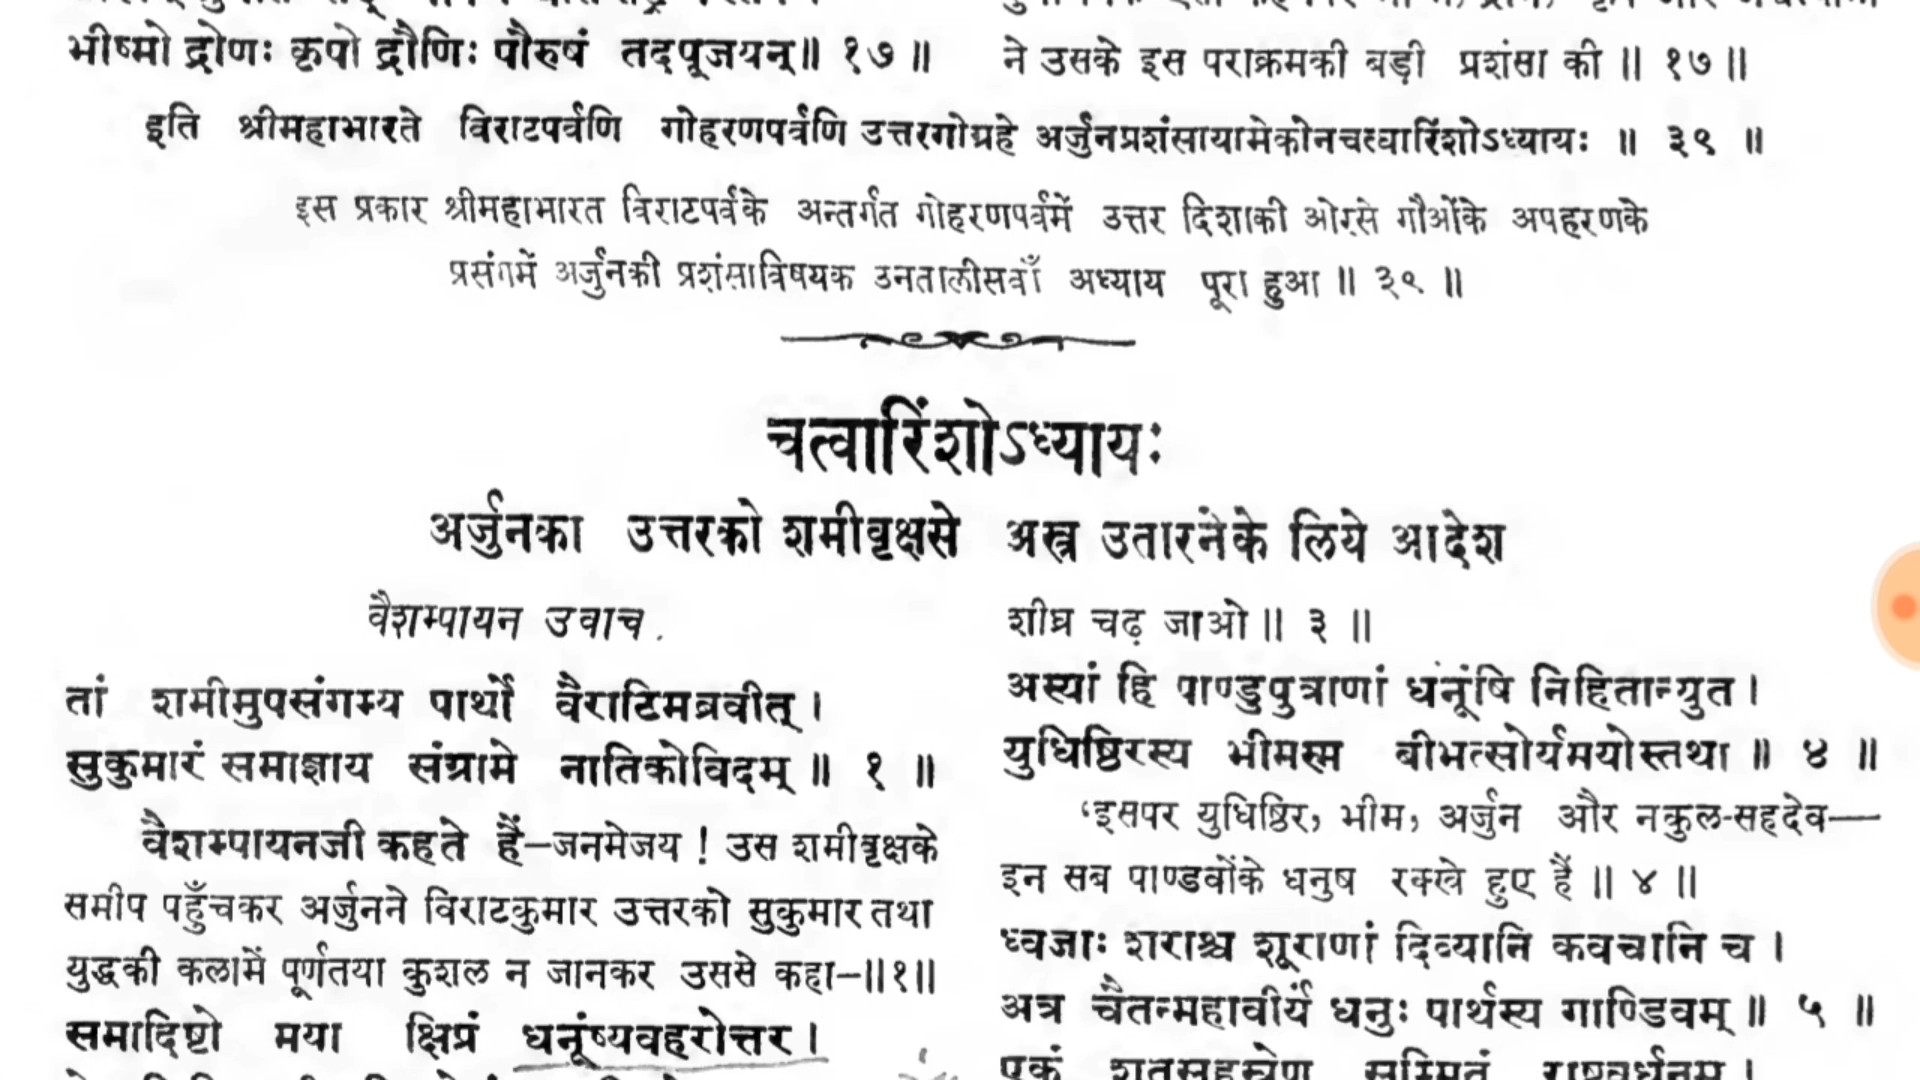 भीष्मो द्रोणः कृपो द्रौणिः पौरुषं तदपूजयन्॥ १७ ॥
ने उसके इस पराक्रमकी बड़ी प्रशंसा की ॥ १७ ॥
इति श्रीमहाभारते विराटपर्वणि गोहरणपर्वणि उत्तरगोग्रहे अर्जुनप्रशंसायामेकोनचत्वारिंशोऽध्यायः ॥ ३९ ॥
इस प्रकार श्रीमहाभारत विराटपर्वके अन्तर्गत गोहरणपर्वमें उत्तर दिशाकी ओरसे गौओंके अपहरणके
प्रसंगमें अर्जुनकी प्रशंसाविषयक उनतालीसवाँ अध्याय पूरा हुआ ॥ ३९ ॥
चत्वारिंशोऽध्यायः
अर्जुनका उत्तरको शमीवृक्षसे अस्त्र उतारनेके लिये आदेश
वैशम्पायन उवाच
तां शमीमुपसंगम्य पार्थो वैराटिमब्रवीत् ।
सुकुमारं समाज्ञाय संग्रामे नातिकोविदम् ॥ १ ॥
वैशम्पायनजी कहते हैं—जनमेजय ! उस शमीवृक्षके
समीप पहुँचकर अर्जुनने विराटकुमार उत्तरको सुकुमार तथा
युद्धकी कलामें पूर्णतया कुशल न जानकर उससे कहा—॥१॥
समादिष्टो मया क्षिप्रं धनूंष्यवहरोत्तर ।
शीघ्र चढ़ जाओ ॥ ३ ॥
अस्यां हि पाण्डुपुत्राणां धनूंषि निहितान्युत ।
युधिष्ठिरस्य भीमस्य बीभत्सोर्यमयोस्तथा ॥ ४ ॥
‘इसपर युधिष्ठिर, भीम, अर्जुन और नकुल-सहदेव—
इन सब पाण्डवोंके धनुष रक्खे हुए हैं ॥ ४ ॥
ध्वजाः शराश्च शूराणां दिव्यानि कवचानि च ।
अत्र चैतन्महावीर्यं धनुः पार्थस्य गाण्डिवम् ॥ ५ ॥
एकं शतसहस्रेण सम्मितं राष्ट्रवर्धनम् ।